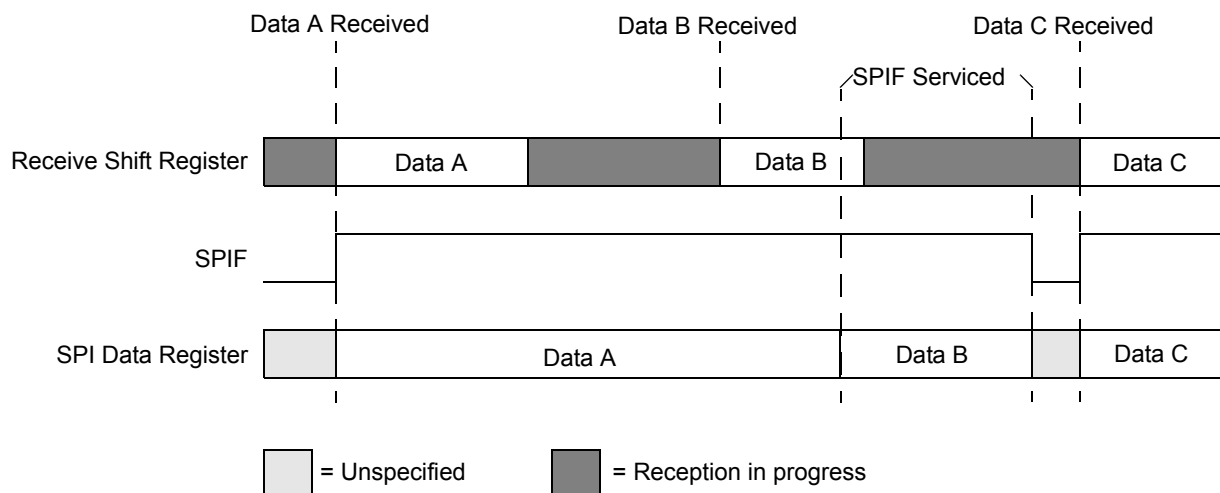 Data A Received
Data B Received
Data C Received
SPIF Serviced
Receive Shift Register
Data A
Data B
Data C
SPIF
SPI Data Register
Data A
Data B
Data C
= Unspecified
= Reception in progress